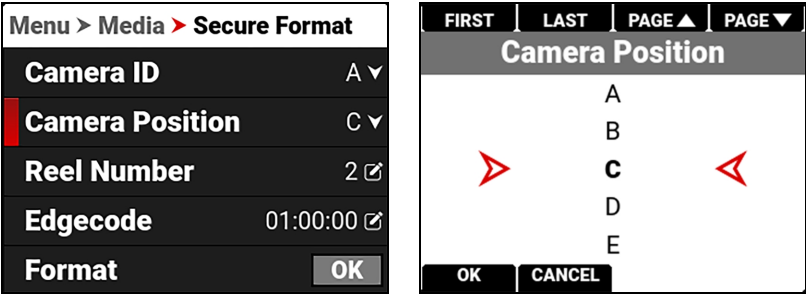 Menu > Media > Secure Format
Camera ID A
Camera Position C
Reel Number 2
Edgecode 01:00:00
Format OK
FIRST LAST PAGE▲ PAGE▼
Camera Position
A
B
C
D
E
OK CANCEL